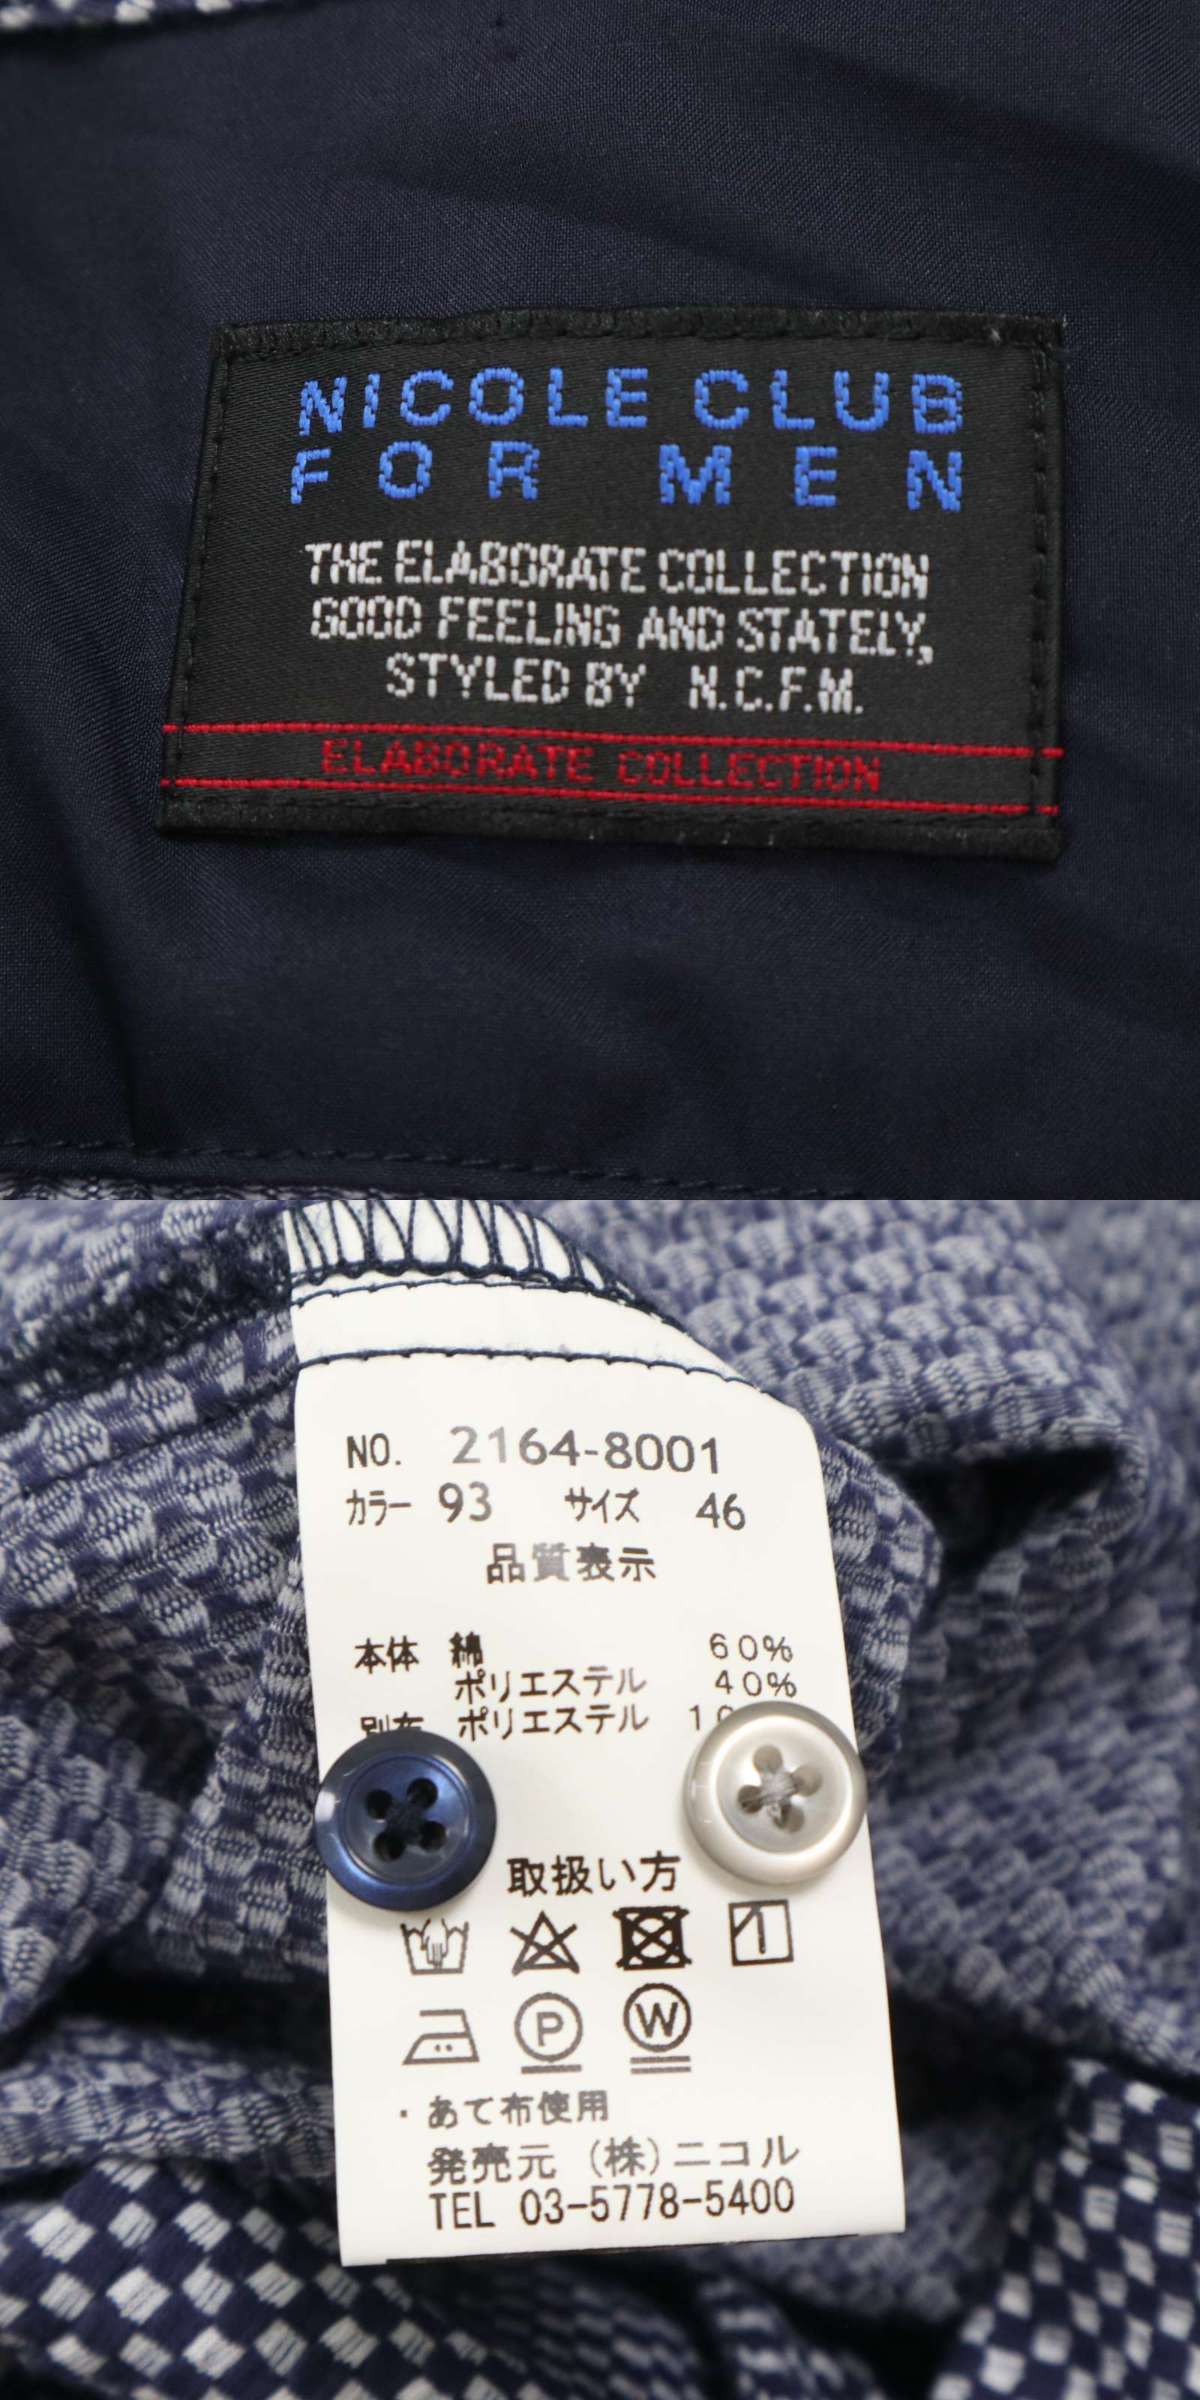 NICOLE CLUB
FOR MEN
THE ELABORATE COLLECTION
GOOD FEELING AND STATELY,
STYLED BY N.C.F.M.
ELABORATE COLLECTION
NO. 2164-8001
カラー 93 サイズ 46
品質表示
本体 綿 60%
ポリエステル 40%
別布 ポリエステル
取扱い方
P W
・あて布使用
発売元 (株)ニコル
TEL 03-5778-5400